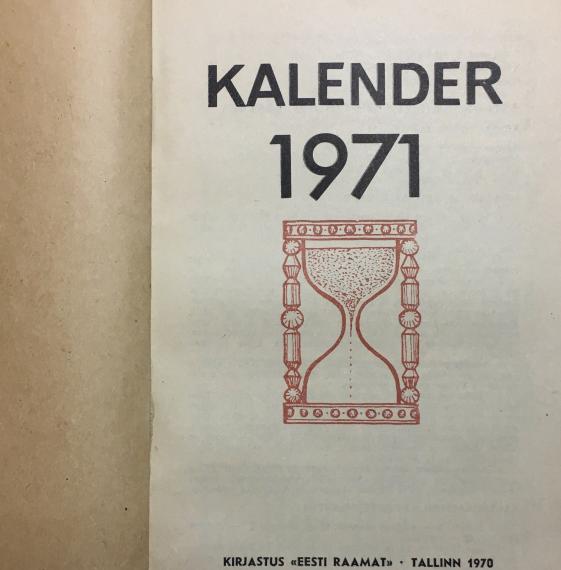 KALENDER
1971
KIRJASTUS «EESTI RAAMAT» · TALLINN 1970